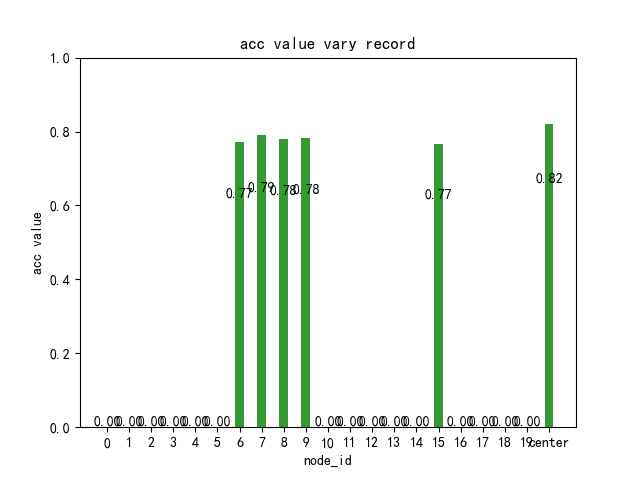 acc value vary record
1.0
0.8
0.6
0.4
0.2
0.0
acc value
0.00 0.00 0.00 0.00 0.00 0.00 0.77 0.79 0.78 0.78 0.00 0.00 0.00 0.00 0.00 0.77 0.00 0.00 0.00 0.00 0.82
0 1 2 3 4 5 6 7 8 9 10 11 12 13 14 15 16 17 18 19 center
node_id